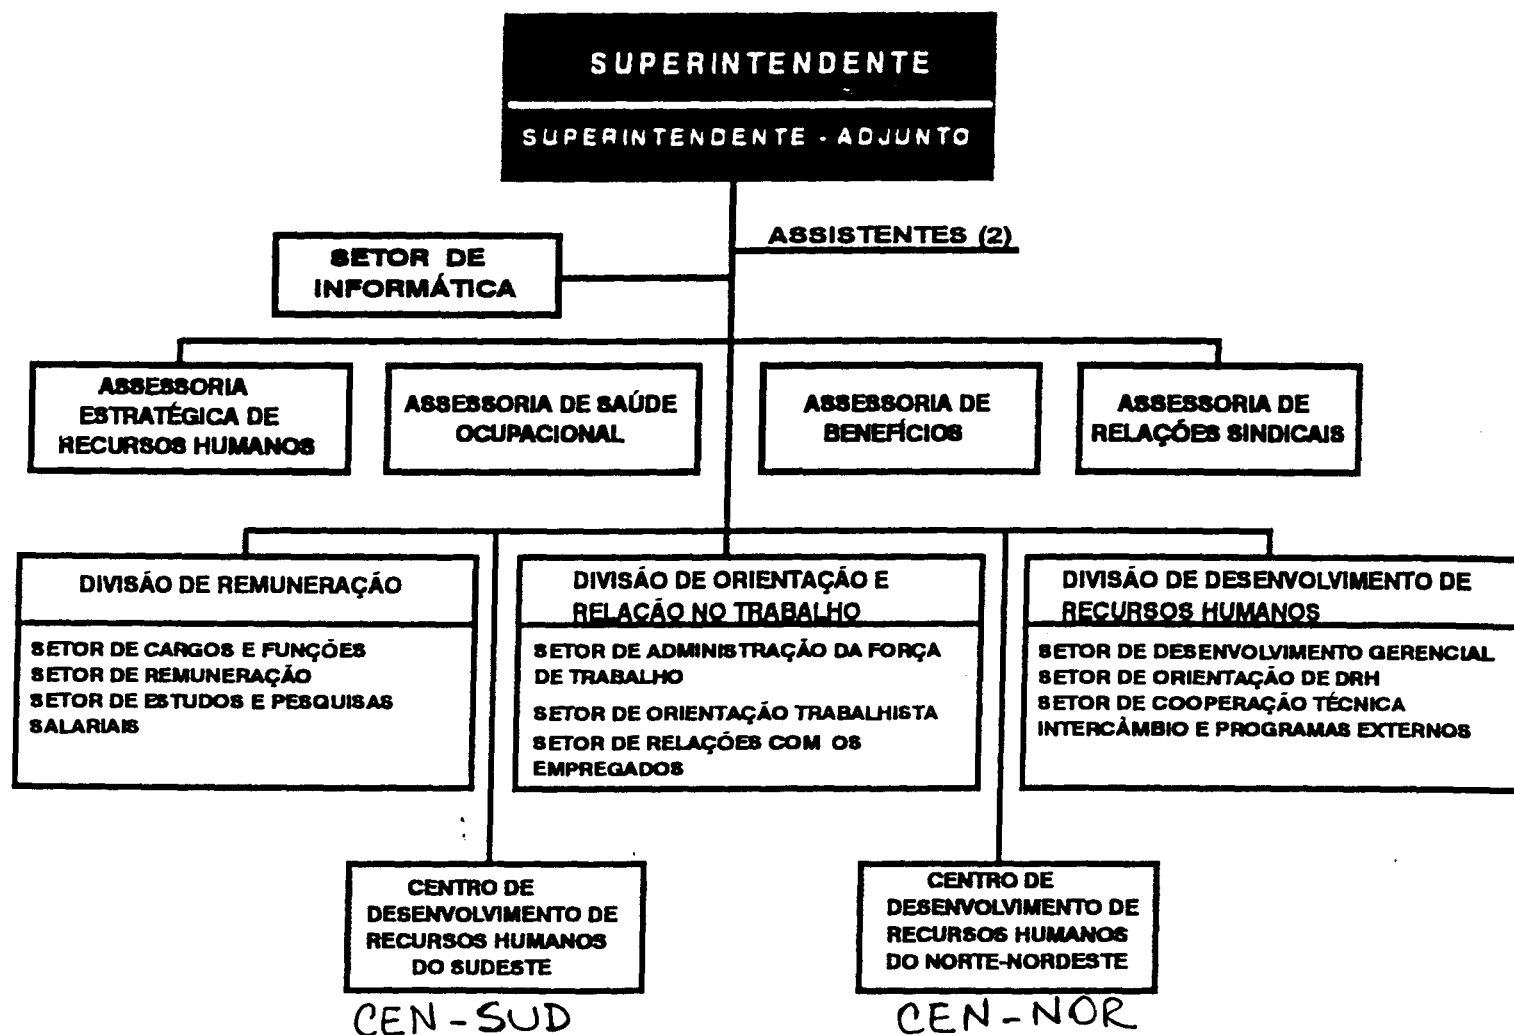 SUPERINTENDENTE
SUPERINTENDENTE - ADJUNTO
ASSISTENTES (2)
SETOR DE
INFORMÁTICA
ASSESSORIA
ESTRATÉGICA DE
RECURSOS HUMANOS
ASSESSORIA DE SAÚDE
OCUPACIONAL
ASSESSORIA DE
BENEFÍCIOS
ASSESSORIA DE
RELAÇÕES SINDICAIS
DIVISÃO DE REMUNERAÇÃO
SETOR DE CARGOS E FUNÇÕES
SETOR DE REMUNERAÇÃO
SETOR DE ESTUDOS E PESQUISAS
SALARIAIS
DIVISÃO DE ORIENTAÇÃO E
RELAÇÃO NO TRABALHO
SETOR DE ADMINISTRAÇÃO DA FORÇA
DE TRABALHO
SETOR DE ORIENTAÇÃO TRABALHISTA
SETOR DE RELAÇÕES COM OS
EMPREGADOS
DIVISÃO DE DESENVOLVIMENTO DE
RECURSOS HUMANOS
SETOR DE DESENVOLVIMENTO GERENCIAL
SETOR DE ORIENTAÇÃO DE DRH
SETOR DE COOPERAÇÃO TÉCNICA
INTERCÂMBIO E PROGRAMAS EXTERNOS
CENTRO DE
DESENVOLVIMENTO DE
RECURSOS HUMANOS
DO SUDESTE
CEN-SUD
CENTRO DE
DESENVOLVIMENTO DE
RECURSOS HUMANOS
DO NORTE-NORDESTE
CEN-NOR